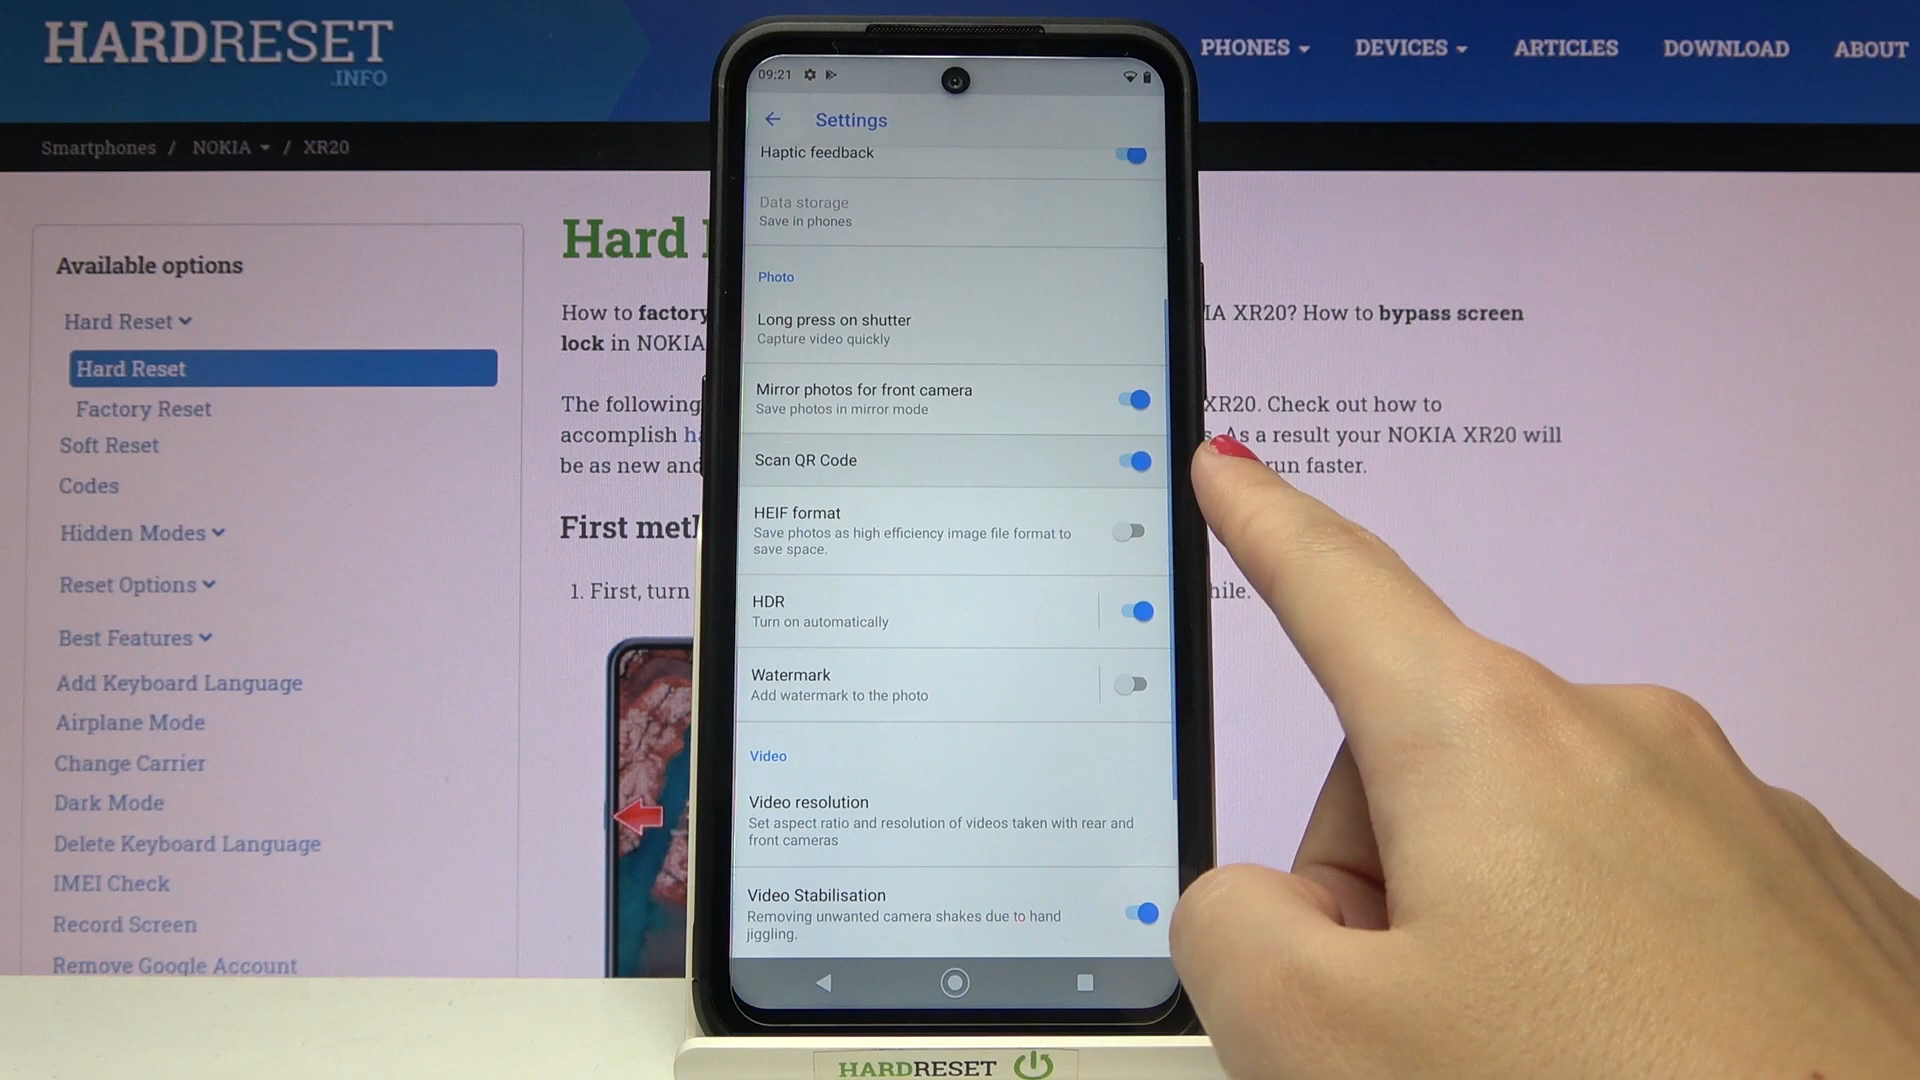 HARDRESET
.INFO
PHONES
DEVICES
ARTICLES
DOWNLOAD
ABOUT
Smartphones / NOKIA / XR20
Available options
Hard Reset
Hard Reset
Factory Reset
Soft Reset
Codes
Hidden Modes
Reset Options
Best Features
Add Keyboard Language
Airplane Mode
Change Carrier
Dark Mode
Delete Keyboard Language
IMEI Check
Record Screen
Remove Google Account
Hard
How to factory
IA XR20? How to bypass screen
lock in NOKIA
The following
XR20. Check out how to
accomplish
As a result your NOKIA XR20 will
be as new and
run faster.
First
1. First, turn
09:21
Settings
Haptic feedback
Data storage
Save in phones
Photo
Long press on shutter
Capture video quickly
Mirror photos for front camera
Save photos in mirror mode
Scan QR Code
HEIF format
Save photos as high efficiency image file format to
save space.
HDR
Turn on automatically
Watermark
Add watermark to the photo
Video
Video resolution
Set aspect ratio and resolution of videos taken with rear and
front cameras
Video Stabilisation
Removing unwanted camera shakes due to hand
jiggling.
HARDRESET